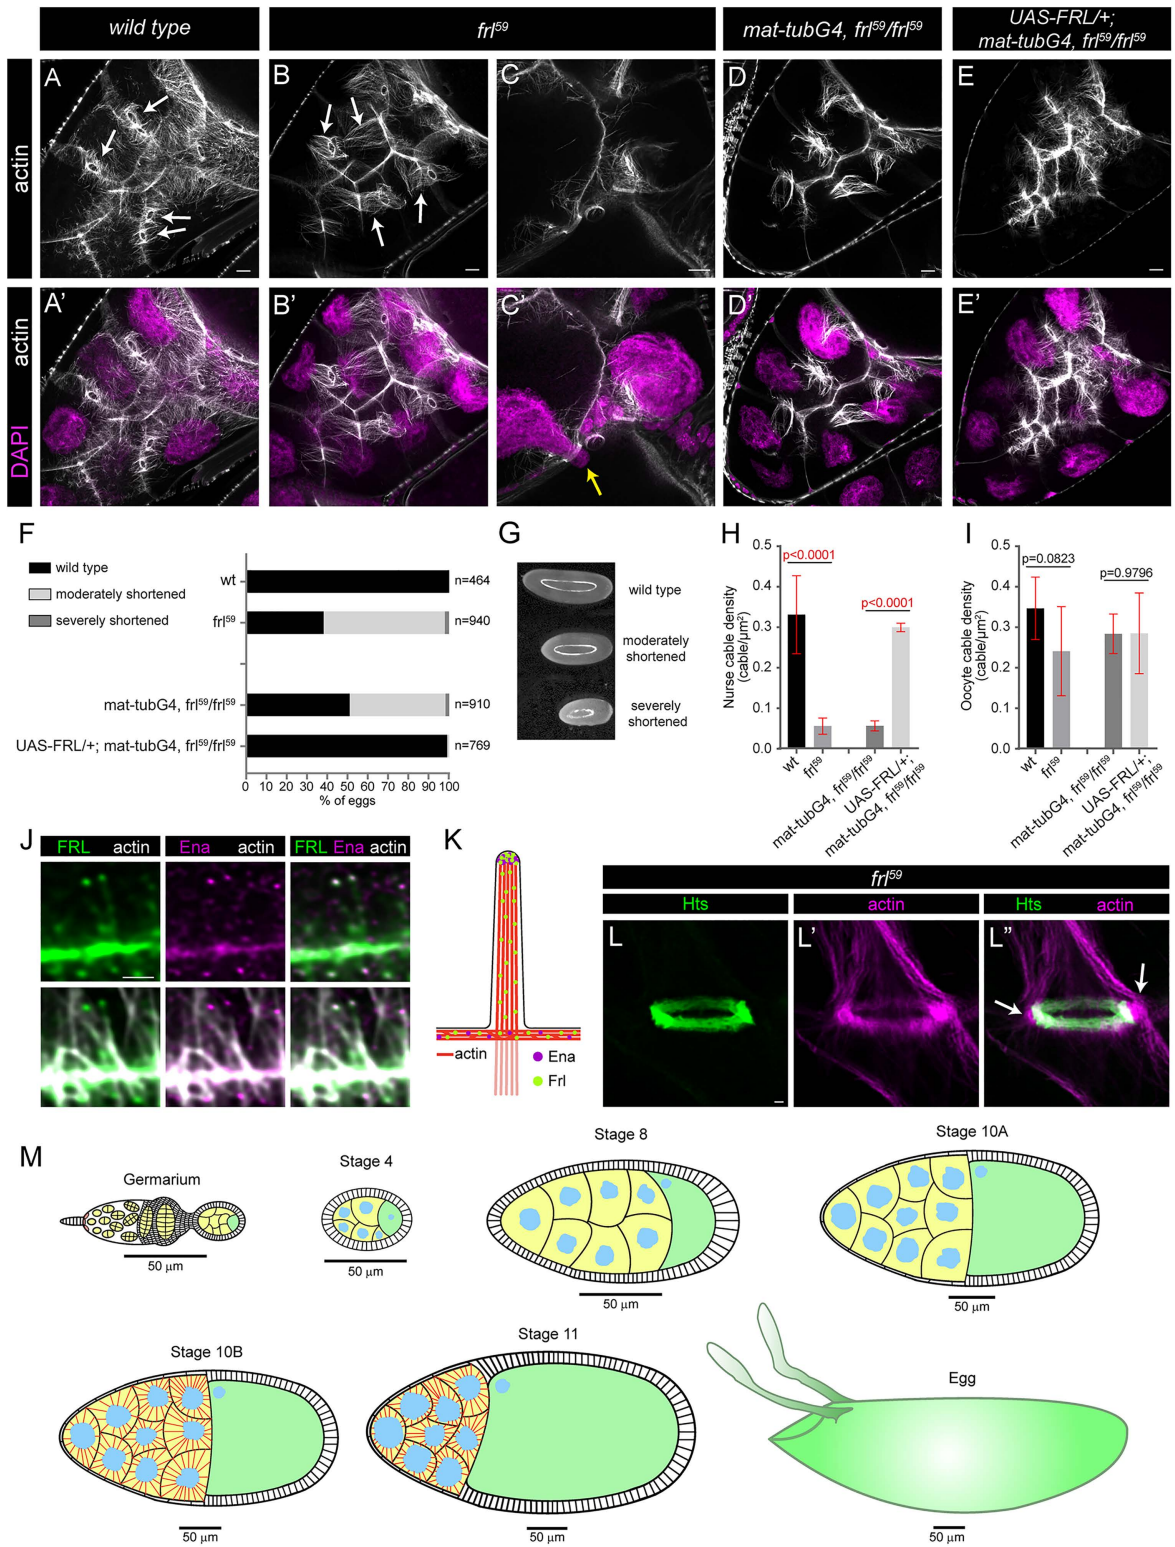 wild type
frl59
mat-tubG4, frl59/frl59
UAS-FRL/+;
mat-tubG4, frl59/frl59
actin
A
B
C
D
E
actin
DAPI
A'
B'
C'
D'
E'
F
wild type
moderately shortened
severely shortened
wt
frl59
mat-tubG4, frl59/frl59
UAS-FRL/+; mat-tubG4, frl59/frl59
n=464
n=940
n=910
n=769
0 10 20 30 40 50 60 70 80 90 100
% of eggs
G
wild type
moderately
shortened
severely
shortened
H
Nurse cable density
(cable/μm²)
0.5
0.4
0.3
0.2
0.1
0.0
p<0.0001
p<0.0001
wt
frl59
mat-tubG4, frl59/frl59
UAS-FRL/+;
mat-tubG4, frl59/frl59
I
Oocyte cable density
(cable/μm²)
0.5
0.4
0.3
0.2
0.1
0.0
p=0.0823
p=0.9796
wt
frl59
mat-tubG4, frl59/frl59
UAS-FRL/+;
mat-tubG4, frl59/frl59
J
FRL actin
Ena actin
FRL Ena actin
K
actin
Ena
Frl
frl59
Hts
actin
Hts actin
L
L'
L"
M
Germarium
50 μm
Stage 4
50 μm
Stage 8
50 μm
Stage 10A
50 μm
Stage 10B
50 μm
Stage 11
50 μm
Egg
50 μm